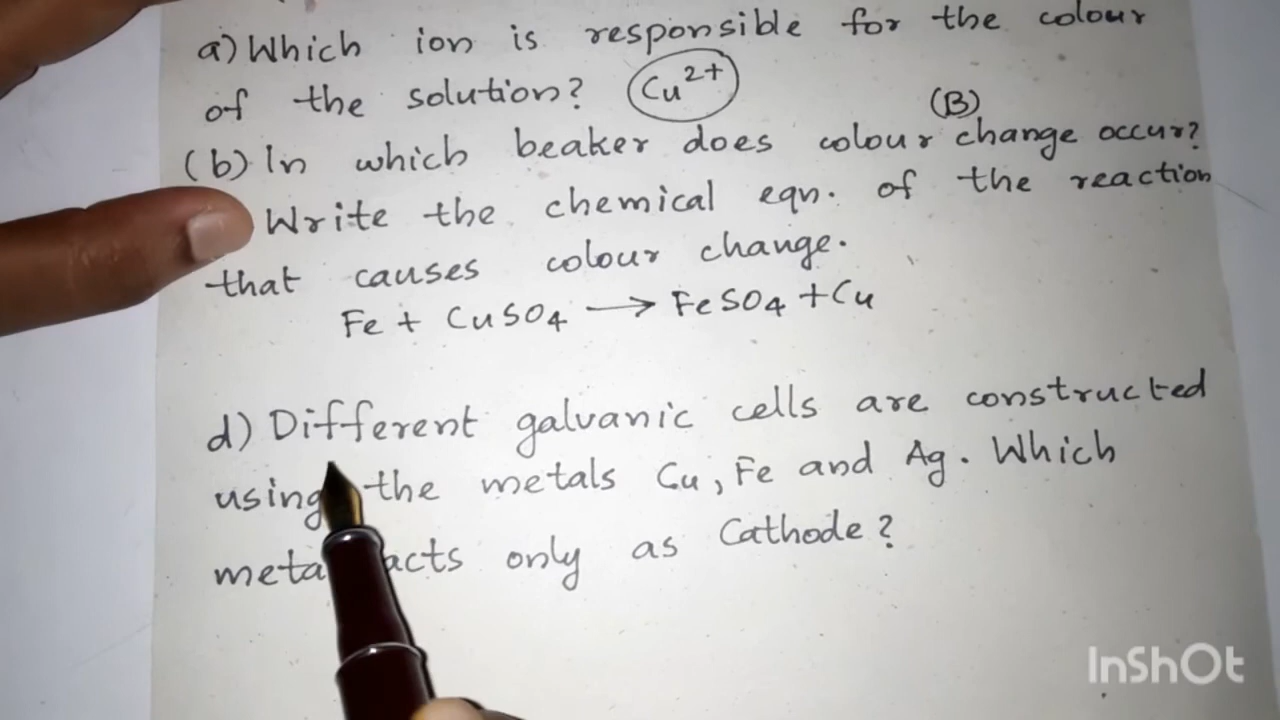 a) Which ion is responsible for the colour
of the solution? Cu²⁺
(B)
(b) In which beaker does colour change occur?
Write the chemical eqn. of the reaction
that causes colour change.
Fe + CuSO₄ → FeSO₄ + Cu
d) Different galvanic cells are constructed
using the metals Cu, Fe and Ag. Which
acts only as Cathode?
InShOt